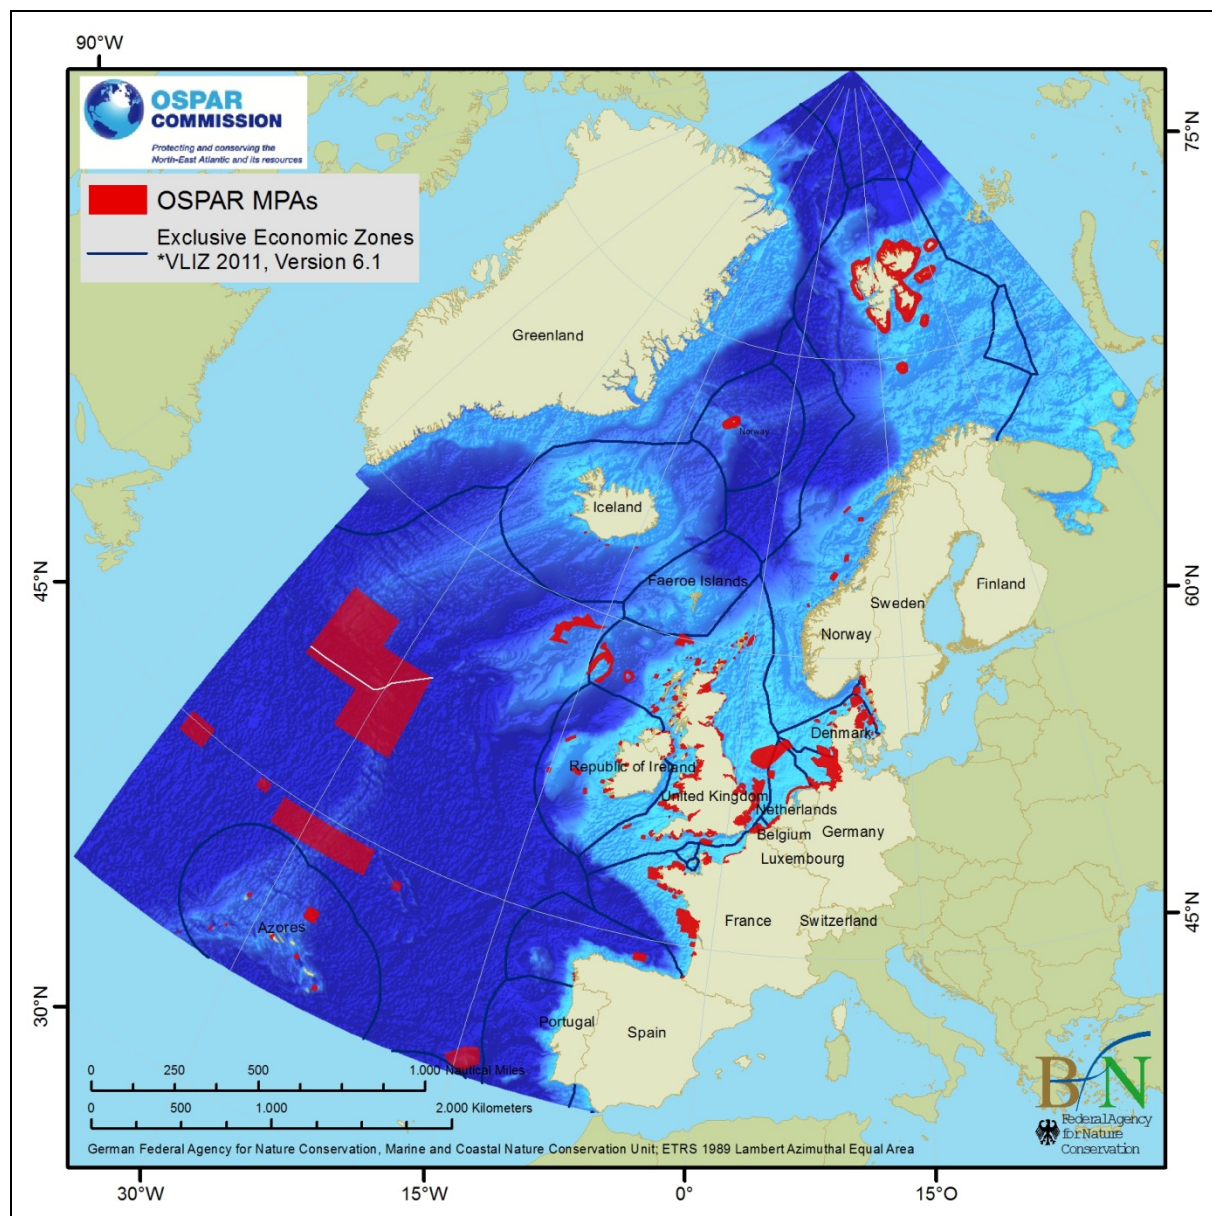 90°W
OSPAR
COMMISSION
Protecting and conserving the
North-East Atlantic and its resources
75°N
OSPAR MPAs
Exclusive Economic Zones
*VLIZ 2011, Version 6.1
Greenland
Norway
Iceland
45°N
Faeroe Islands
Finland
60°N
Sweden
Norway
Denmark
Republic of Ireland
United Kingdom
Netherlands
Belgium
Germany
Luxembourg
France
Switzerland
45°N
Azores
30°N
Portugal
Spain
0 250 500 1.000 Nautical Miles
0 500 1.000 2.000 Kilometers
BfN
Federal Agency
for Nature
Conservation
German Federal Agency for Nature Conservation, Marine and Coastal Nature Conservation Unit; ETRS 1989 Lambert Azimuthal Equal Area
30°W
15°W
0°
15°O